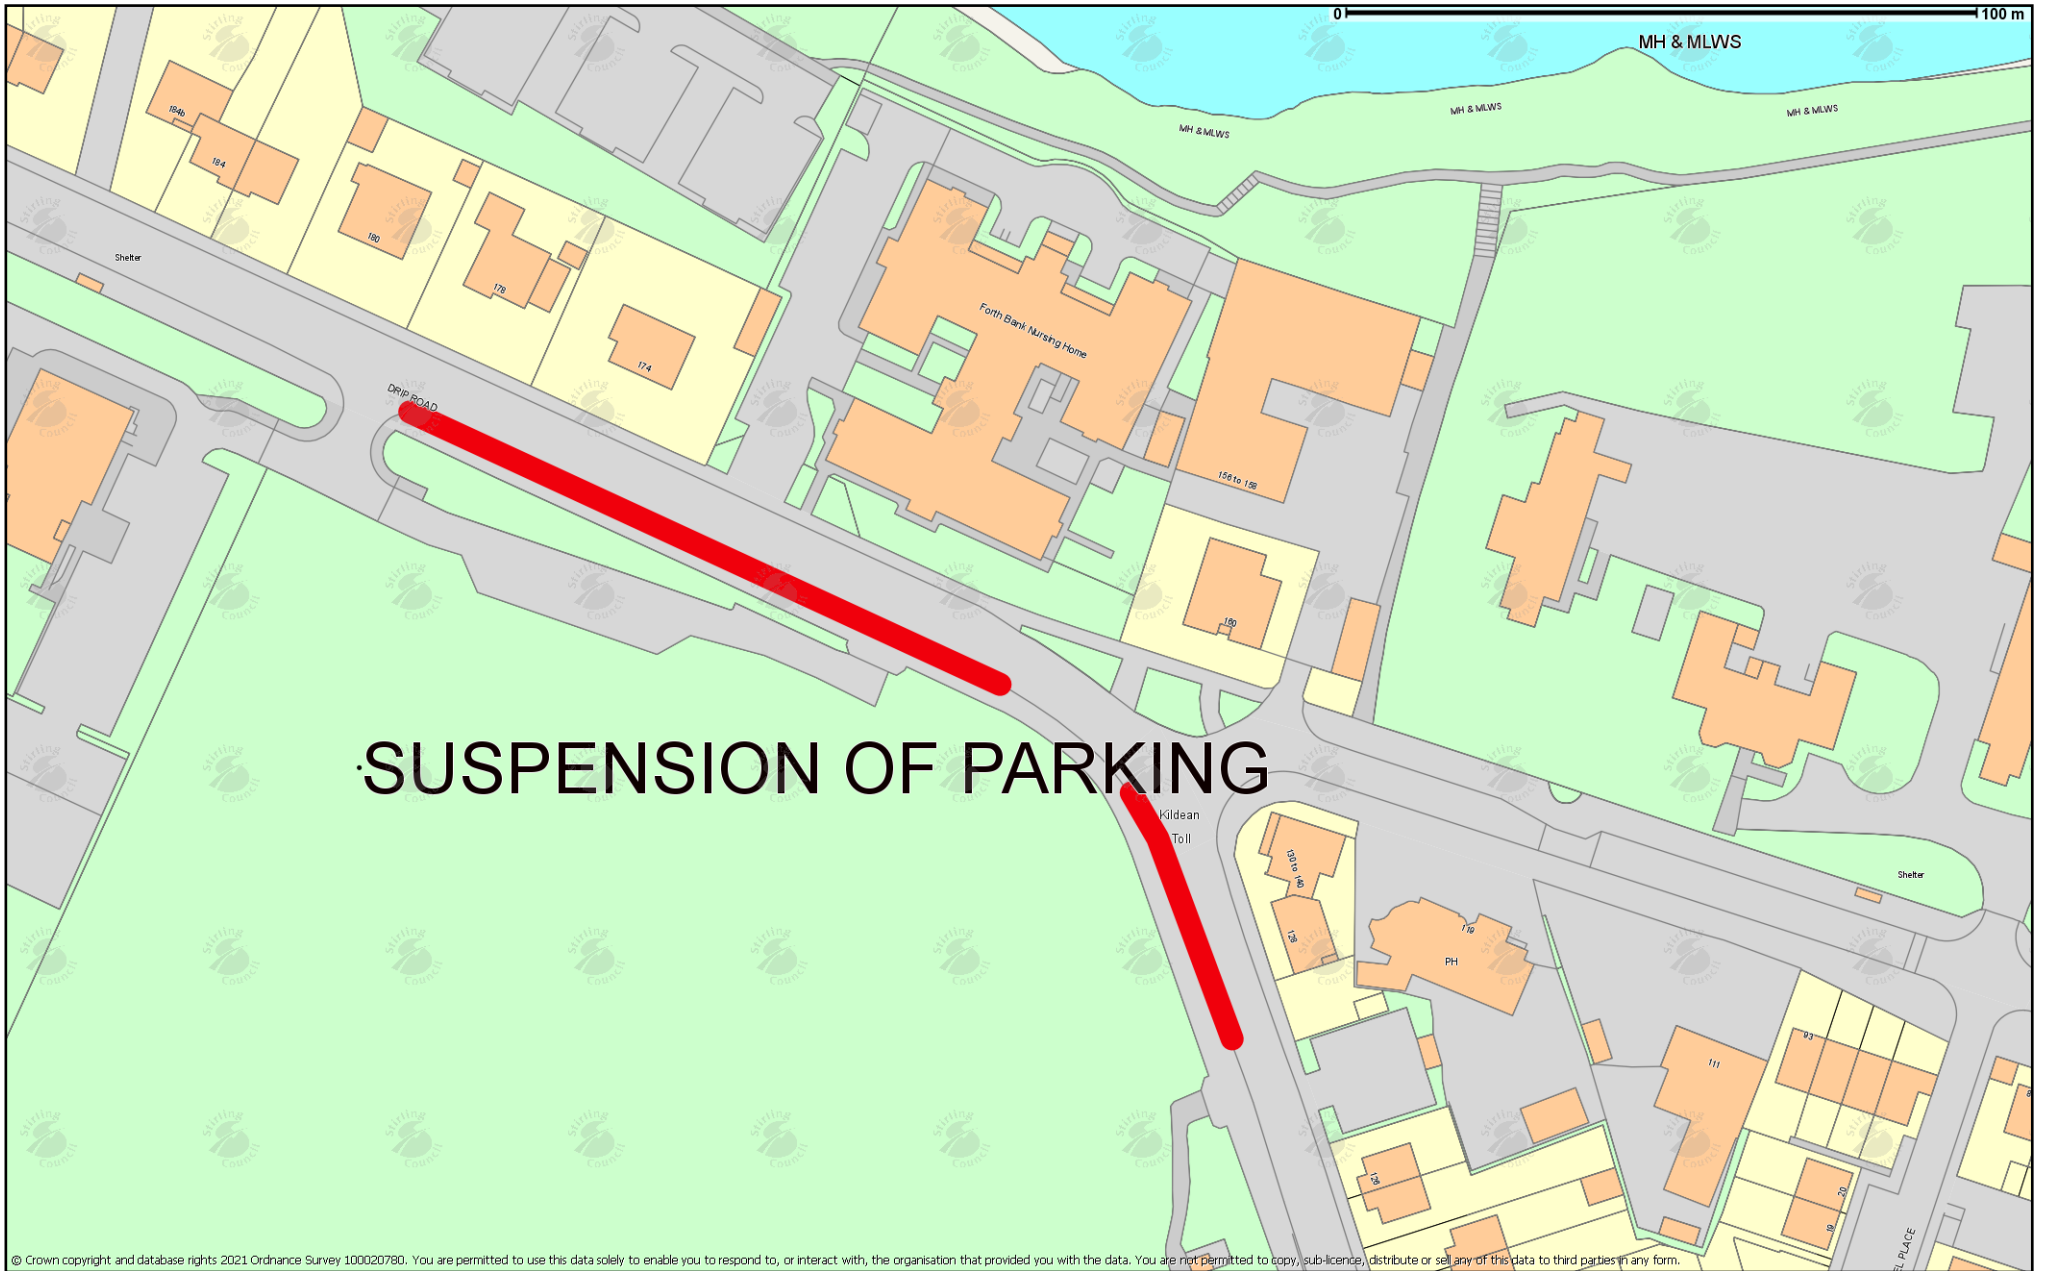 0 100 m
MH & MLWS
MH & MLWS
MH & MLWS
MH & MLWS
184b
184
180
178
174
Shelter
DRIP ROAD
Forth Bank Nursing Home
156 to 158
160
·SUSPENSION OF PARKING
Kildean
Toll
130 to 140
128
119
PH
Shelter
93
111
126
20
19
EL PLACE
Stirling
Council
© Crown copyright and database rights 2021 Ordnance Survey 100020780. You are permitted to use this data solely to enable you to respond to, or interact with, the organisation that provided you with the data. You are not permitted to copy, sub-licence, distribute or sell any of this data to third parties in any form.